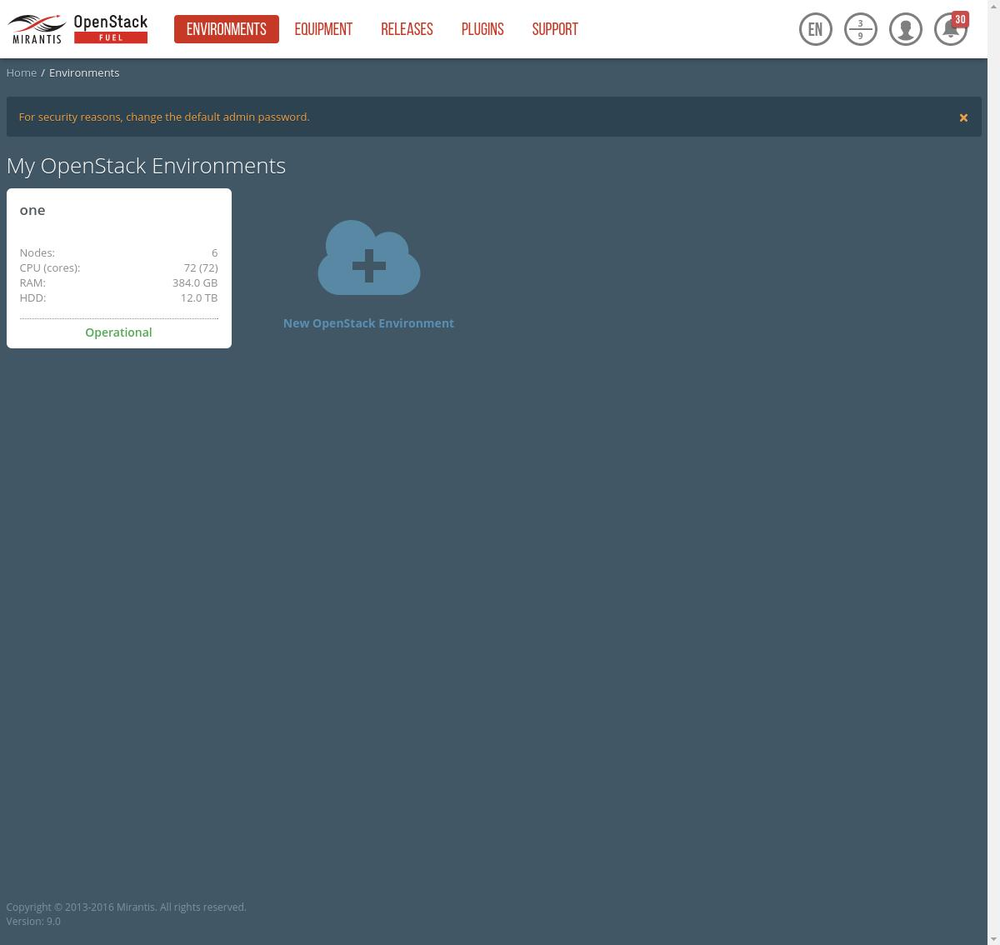 MIRANTIS OpenStack FUEL ENVIRONMENTS EQUIPMENT RELEASES PLUGINS SUPPORT EN 3 9 30
Home / Environments
For security reasons, change the default admin password. ×
My OpenStack Environments
one
Nodes: 6
CPU (cores): 72 (72)
RAM: 384.0 GB
HDD: 12.0 TB
Operational
New OpenStack Environment
Copyright © 2013-2016 Mirantis. All rights reserved.
Version: 9.0